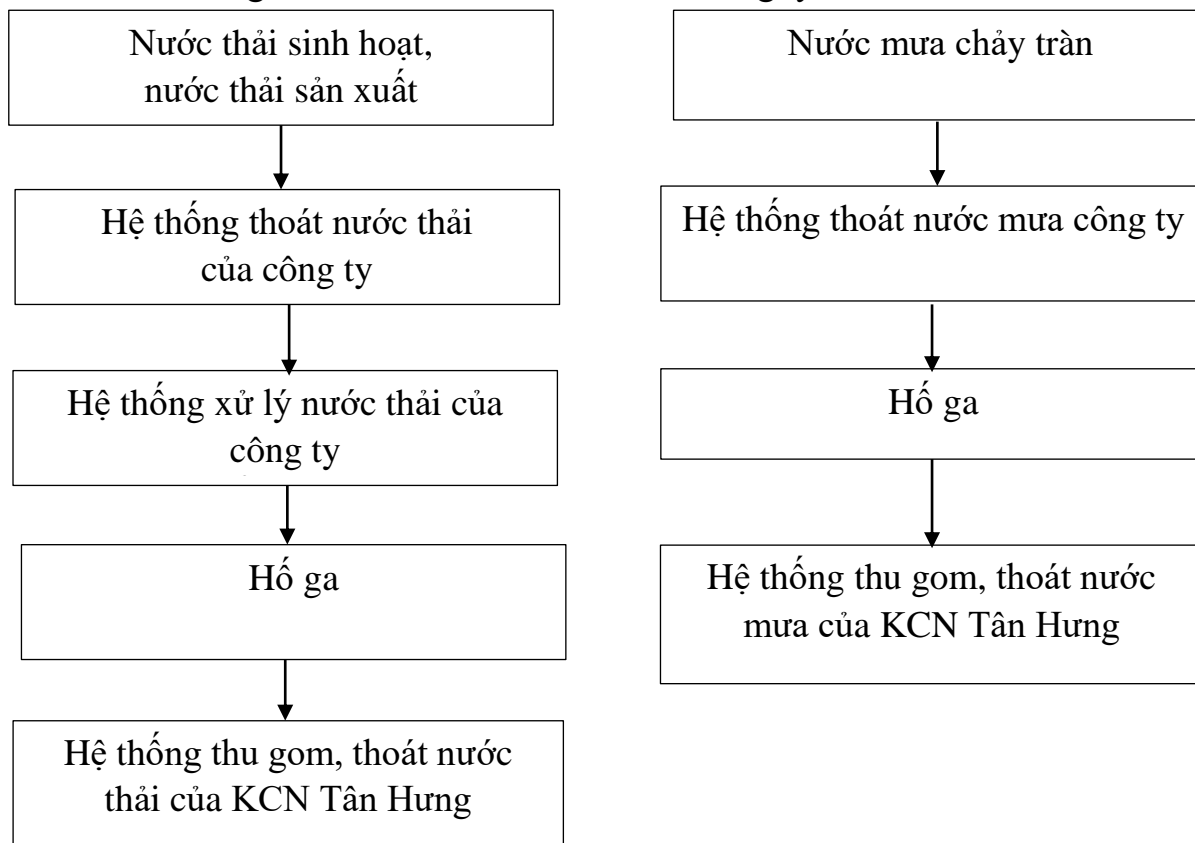 Nước thải sinh hoạt,
nước thải sản xuất
Hệ thống thoát nước thải
của công ty
Hệ thống xử lý nước thải của
công ty
Hố ga
Hệ thống thu gom, thoát nước
thải của KCN Tân Hưng
Nước mưa chảy tràn
Hệ thống thoát nước mưa công ty
Hố ga
Hệ thống thu gom, thoát nước
mưa của KCN Tân Hưng